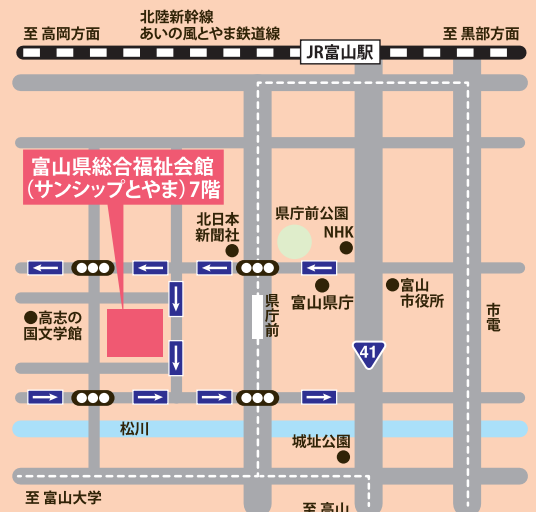 北陸新幹線
あいの風とやま鉄道線
至 高岡方面
JR富山駅
至 黒部方面
富山県総合福祉会館
(サンシップとやま)7階
北日本
新聞社
県庁前公園
NHK
富山県庁
富山
市役所
県庁前
市電
高志の
国文学館
41
松川
城址公園
至 富山大学
至 高山